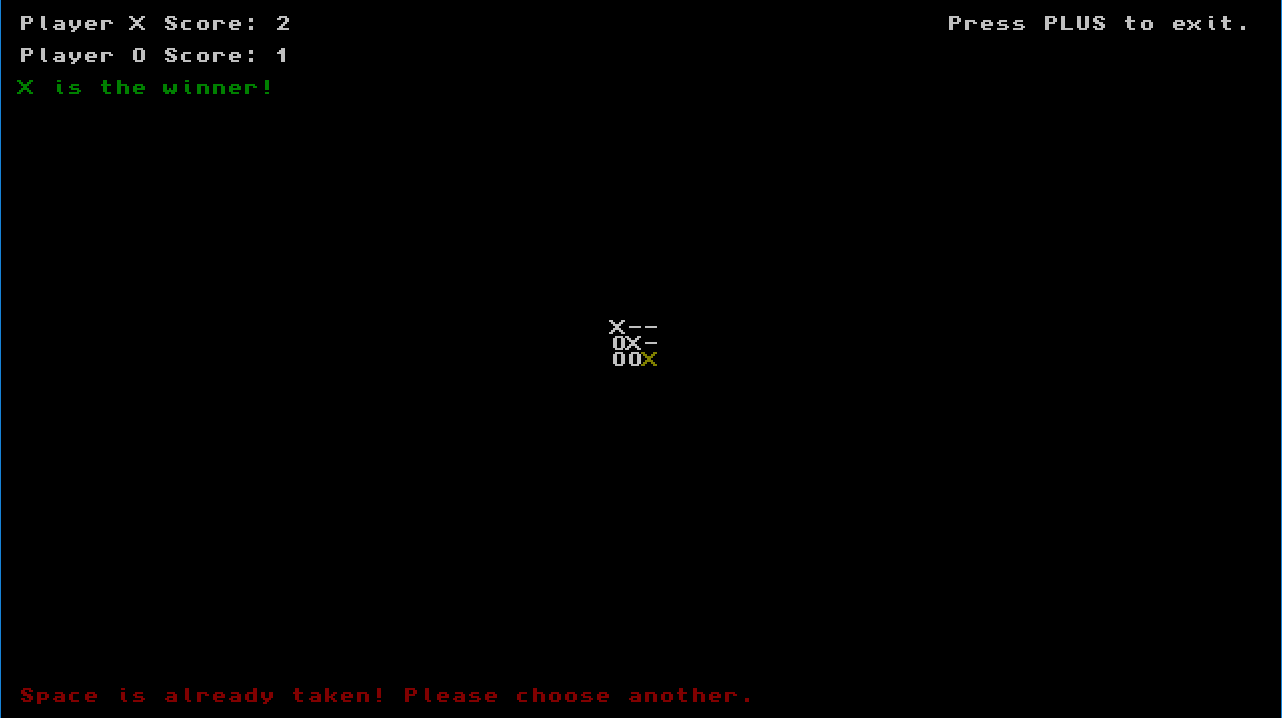 Player X Score: 2
Press PLUS to exit.
Player O Score: 1
X is the winner!
X--
OX-
OOX
Space is already taken! Please choose another.